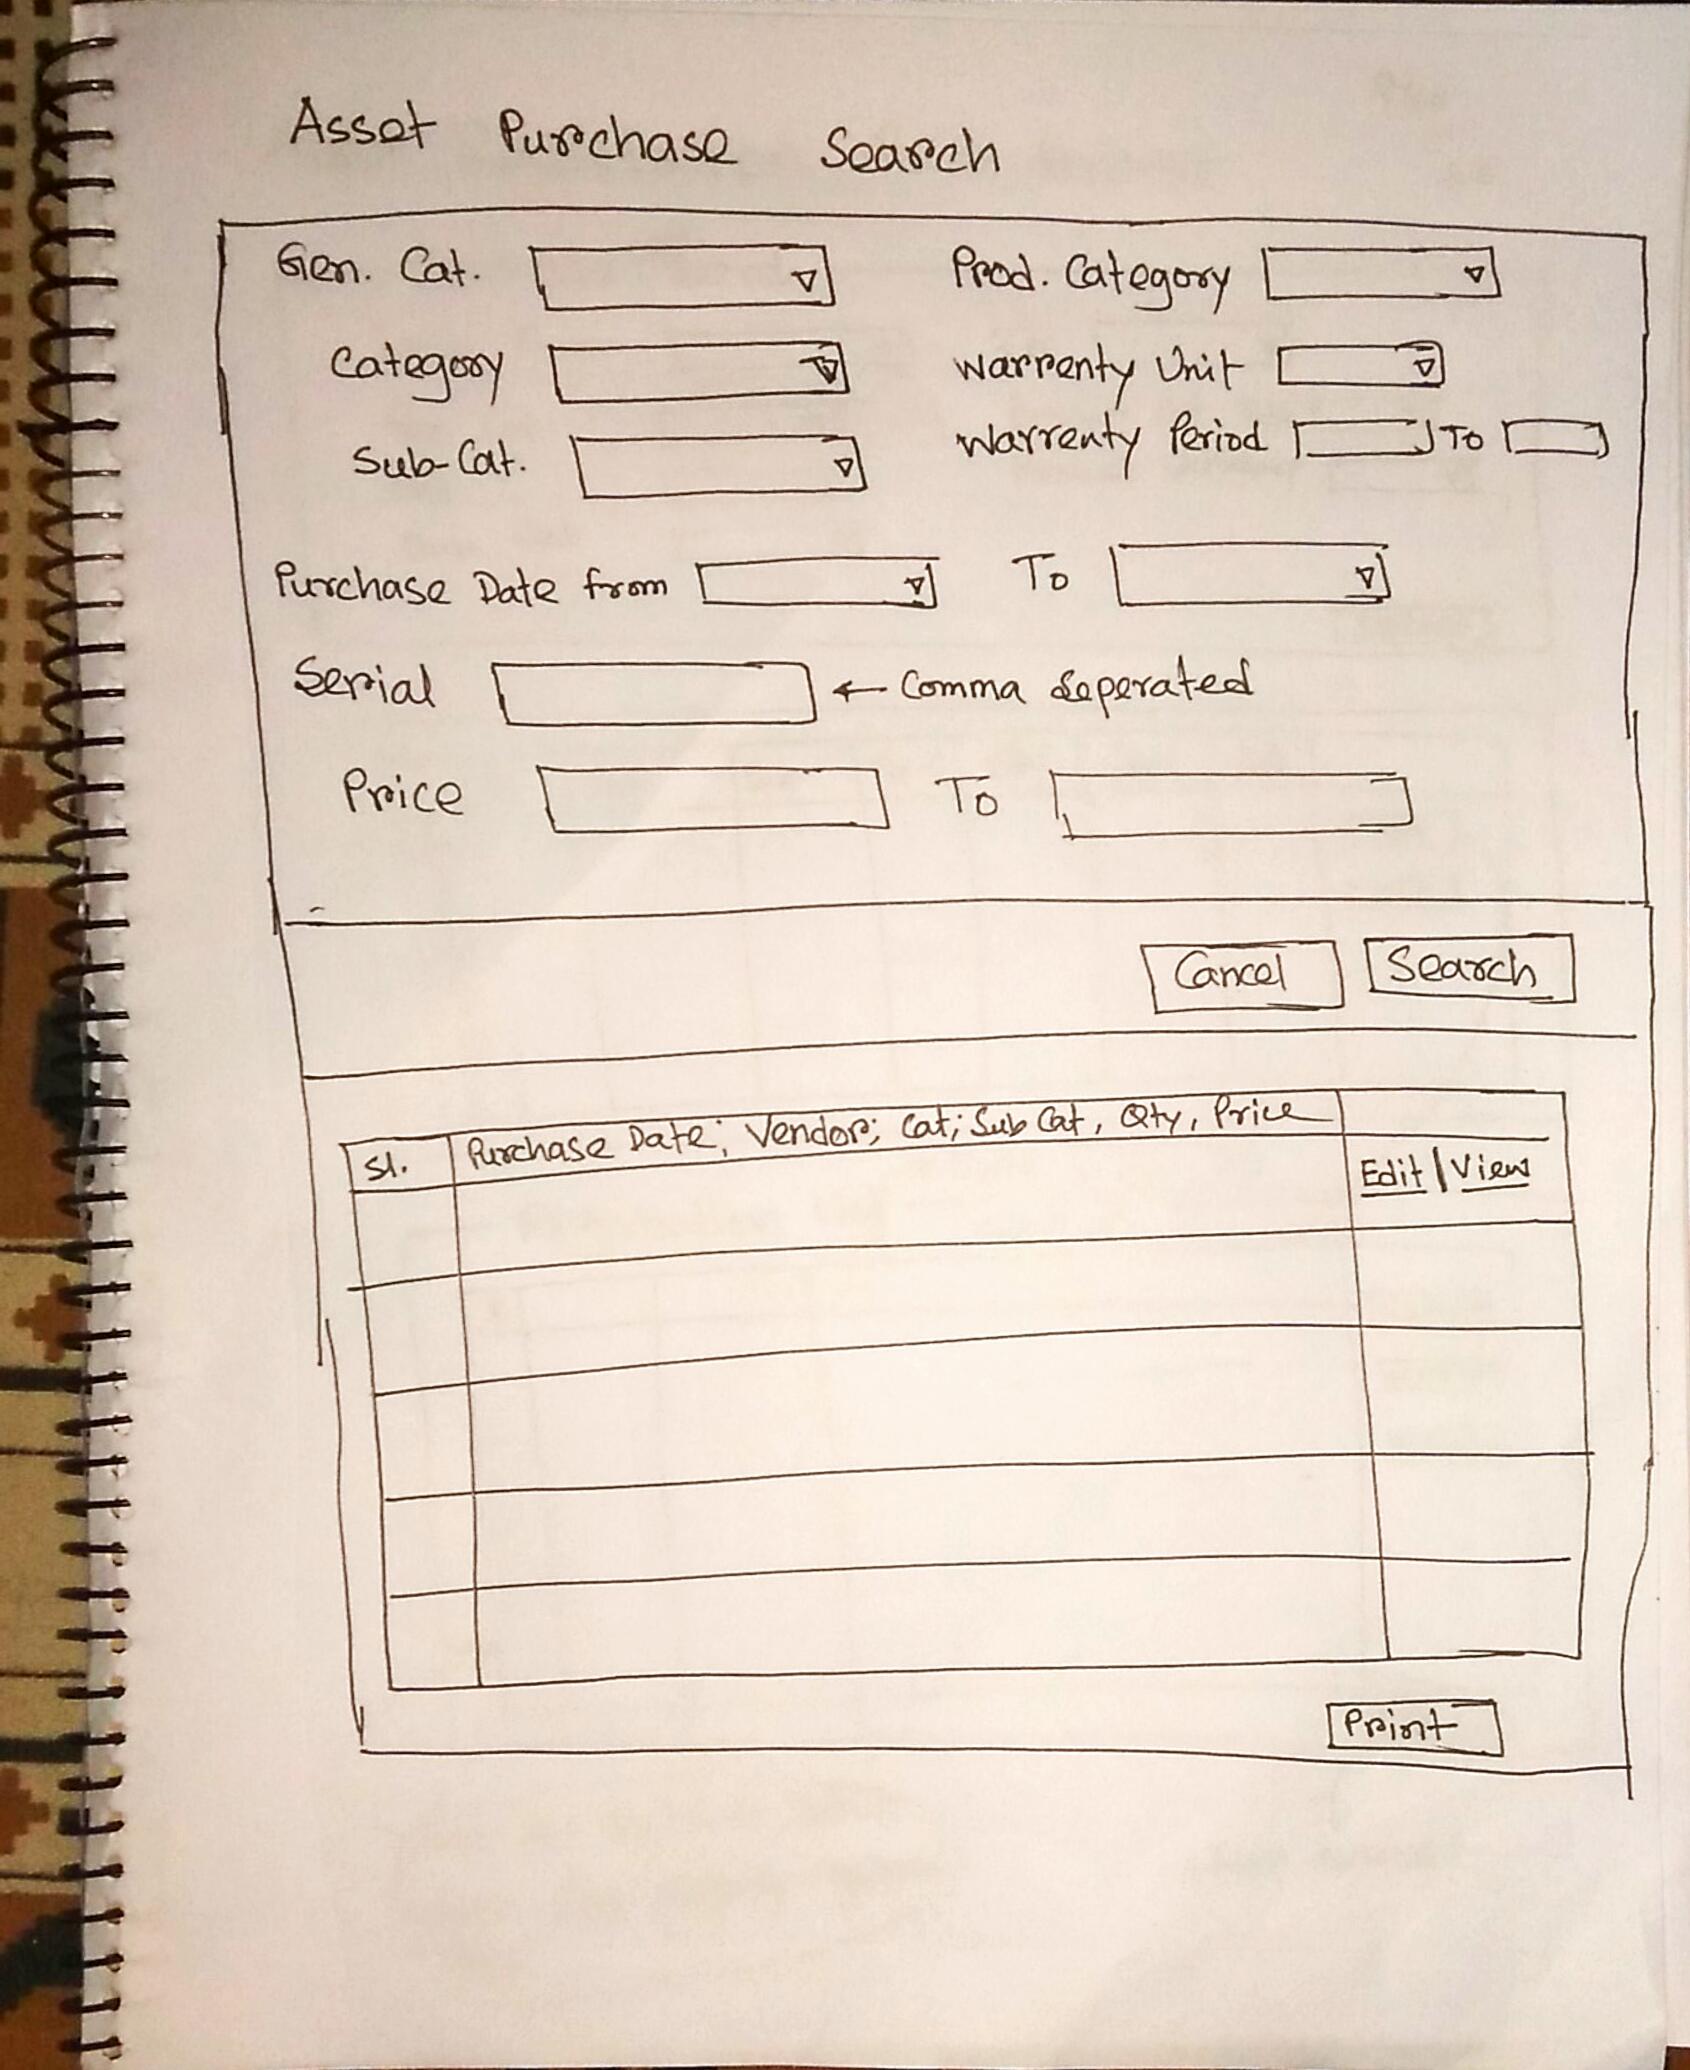 Asset Purchase Search
Gen. Cat. Prod. Category
Category Warrenty Unit
Sub-Cat. Warrenty Period To
Purchase Date from To
Serial ← Comma Seperated
Price To
Cancel Search
Sl. Purchase Date; Vendor; Cat; Sub Cat, Qty, Price
Edit | View
Print